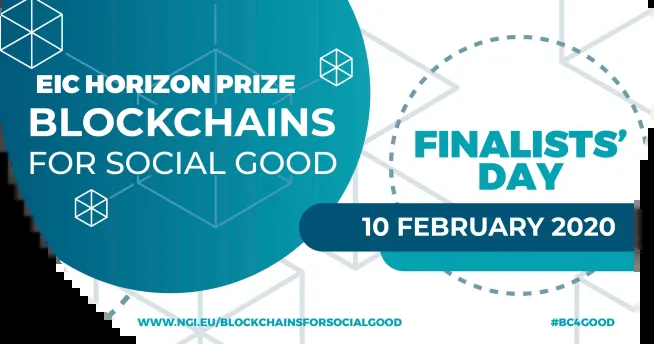 EIC HORIZON PRIZE
BLOCKCHAINS
FOR SOCIAL GOOD
FINALISTS'
DAY
10 FEBRUARY 2020
WWW.NGI.EU/BLOCKCHAINSFORSOCIALGOOD
#BC4GOOD